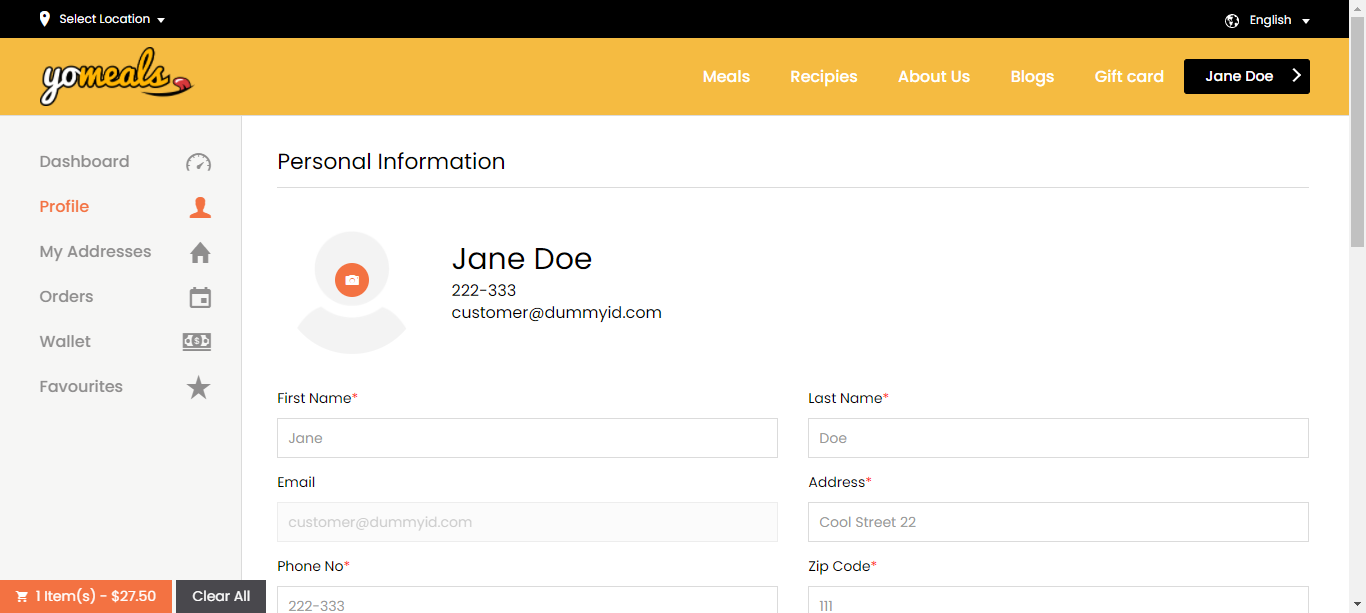 Select Location
English
yomeals
Meals
Recipies
About Us
Blogs
Gift card
Jane Doe
Dashboard
Profile
My Addresses
Orders
Wallet
Favourites
Personal Information
Jane Doe
222-333
customer@dummyid.com
First Name*
Last Name*
Jane
Doe
Email
Address*
customer@dummyid.com
Cool Street 22
Phone No*
Zip Code*
222-333
111
1 Item(s) - $27.50
Clear All